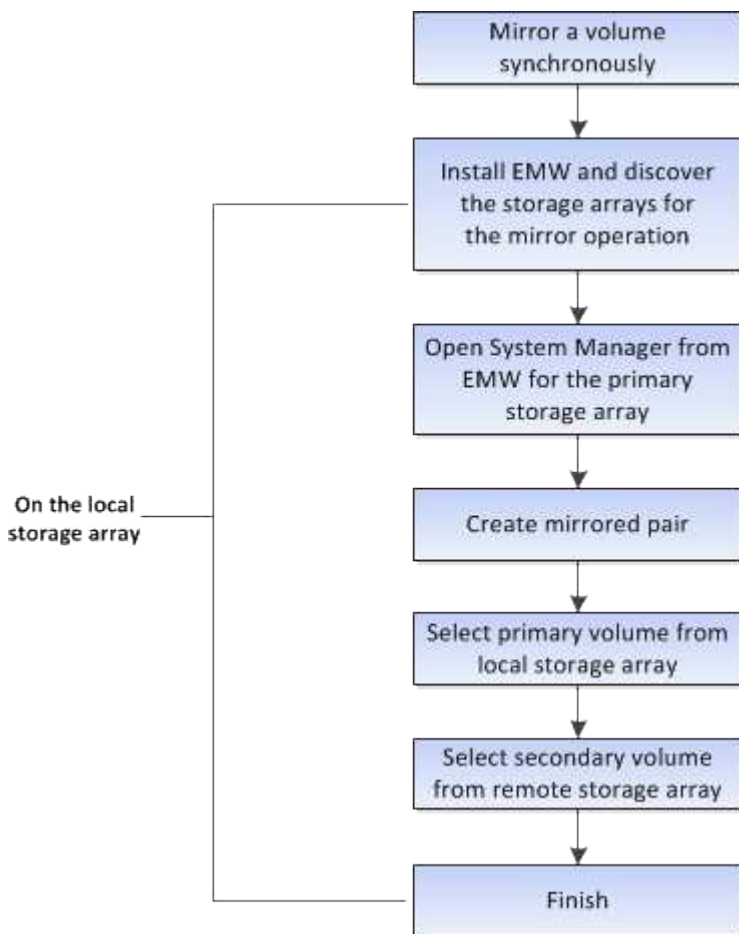 Mirror a volume
synchronously
Install EMW and discover
the storage arrays for
the mirror operation
Open System Manager from
EMW for the primary
storage array
On the local
storage array
Create mirrored pair
Select primary volume from
local storage array
Select secondary volume
from remote storage array
Finish